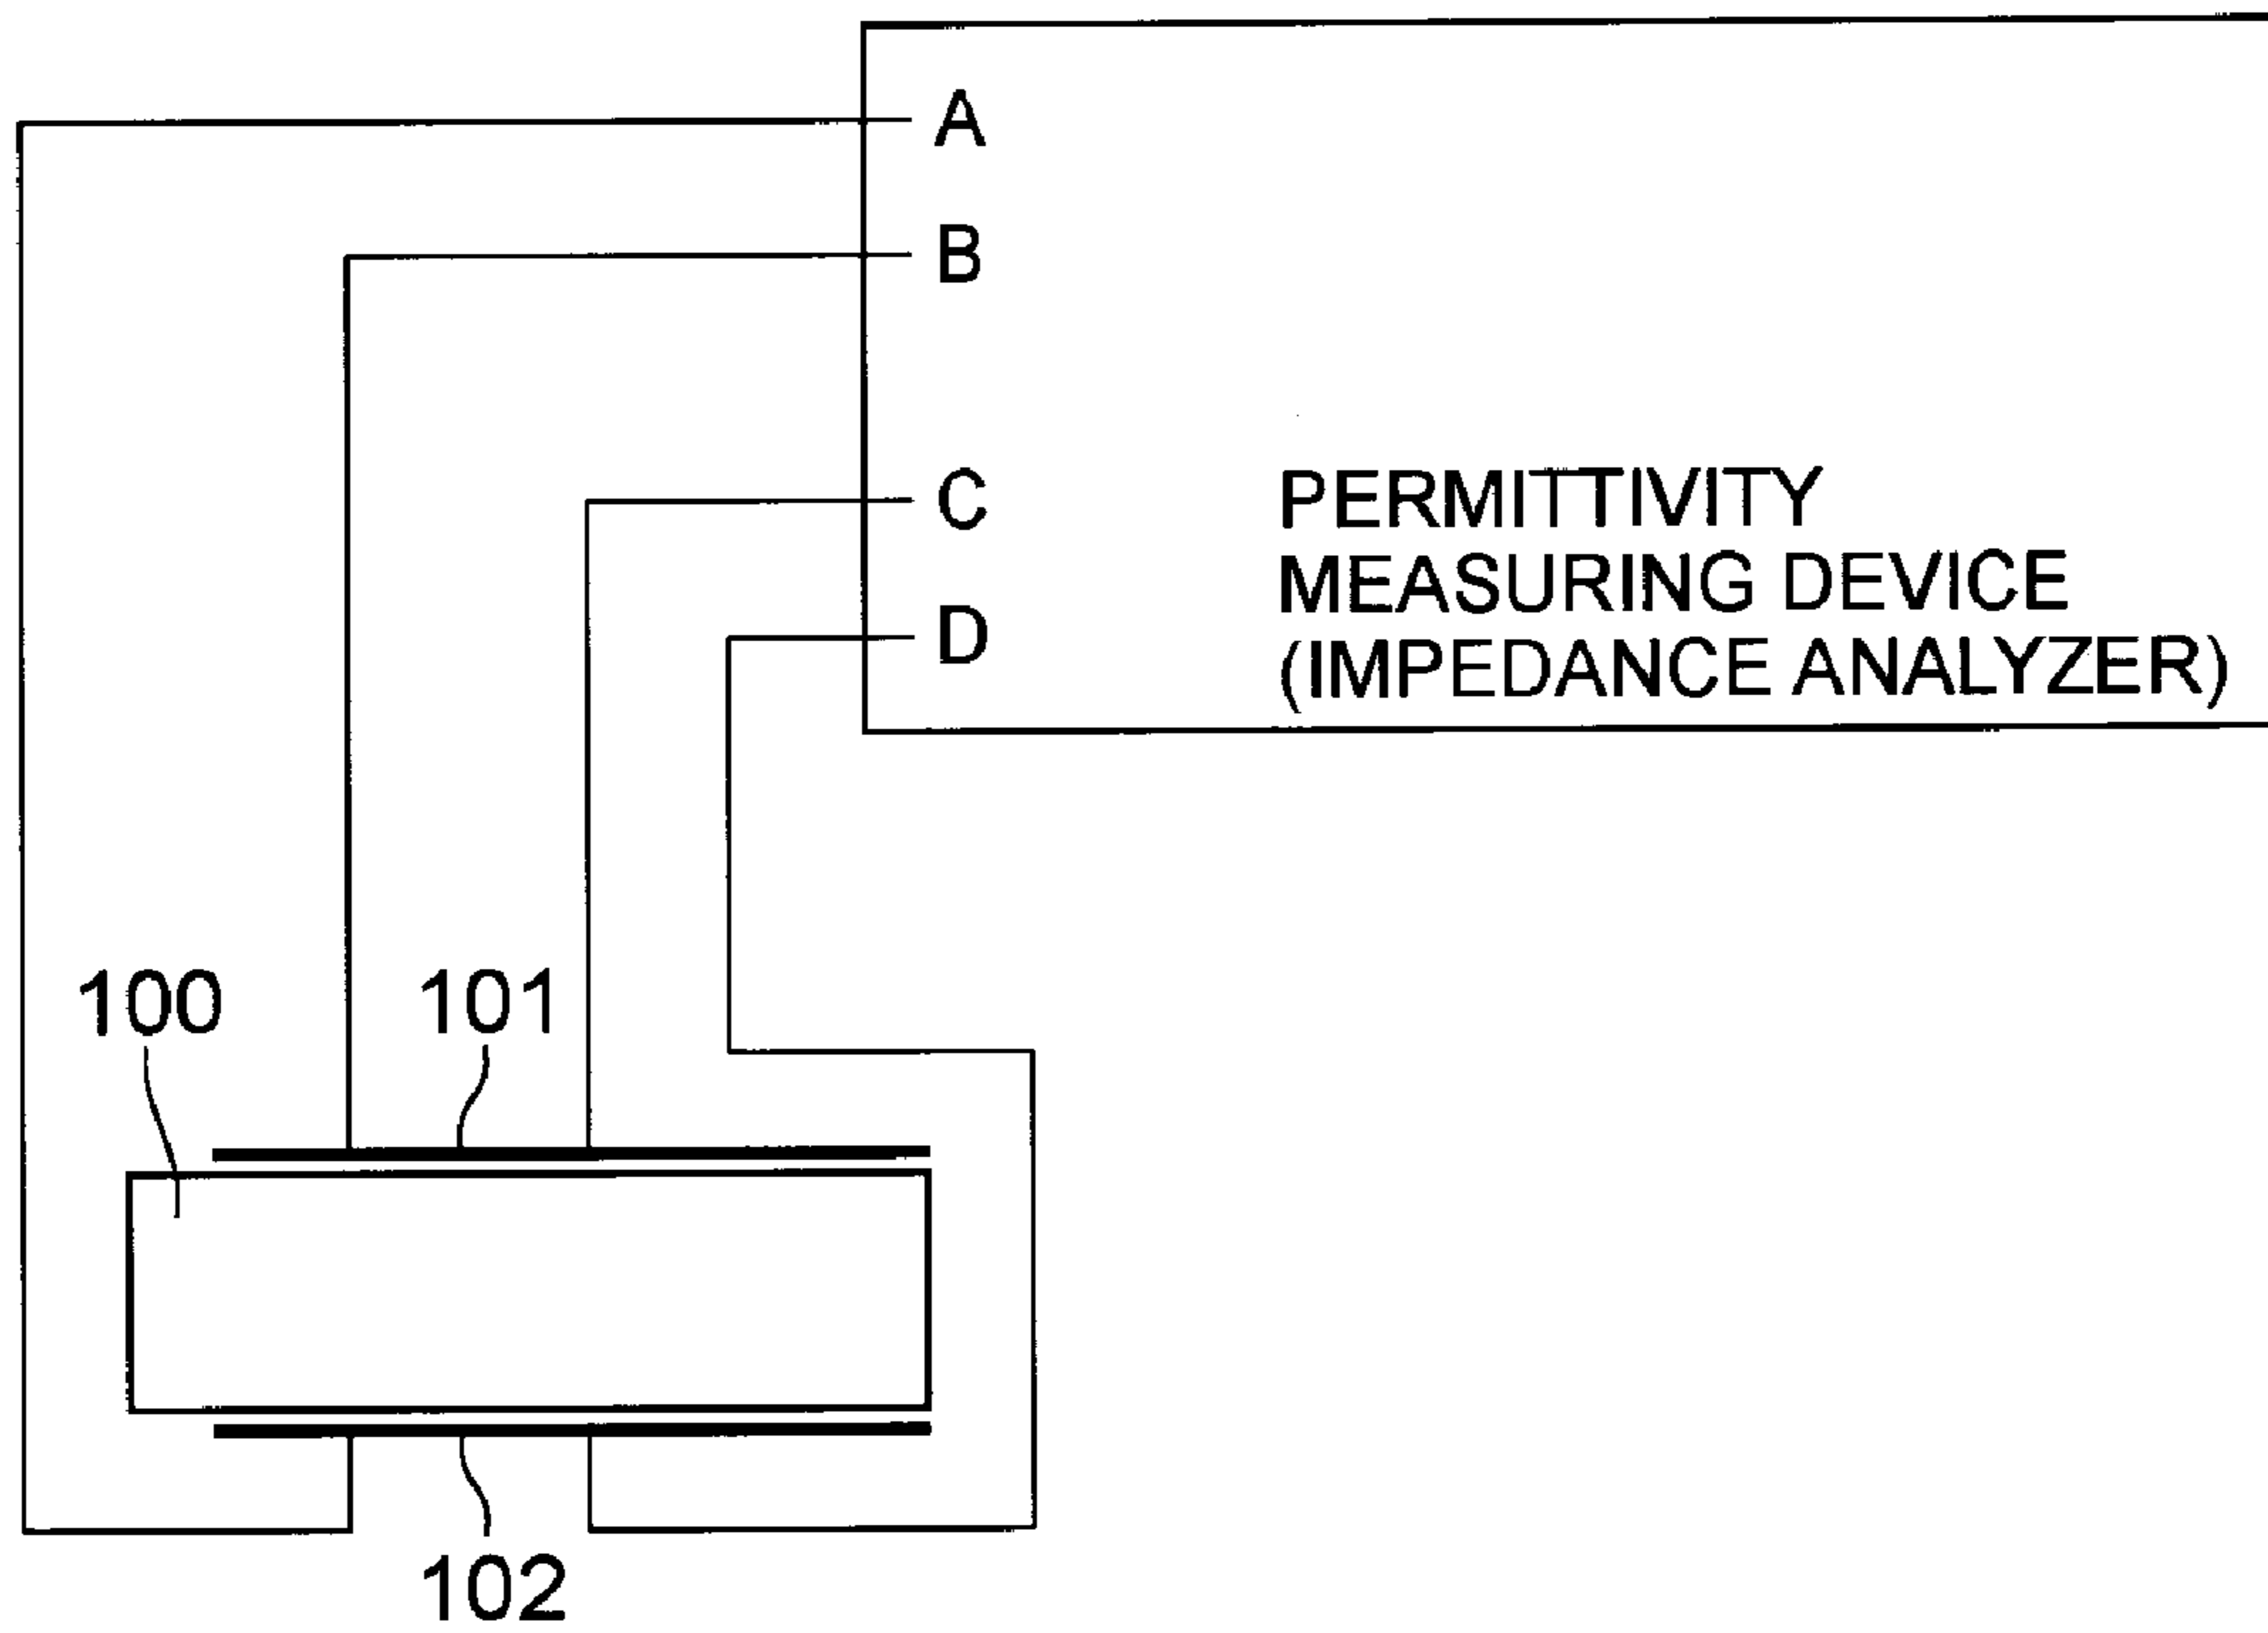 A
B
C
D
PERMITTIVITY
MEASURING DEVICE
(IMPEDANCE ANALYZER)
100
101
102